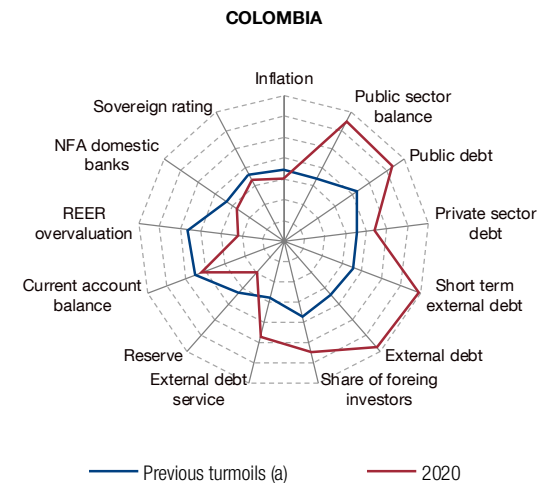 COLOMBIA
Inflation
Public sector
balance
Public debt
Private sector
debt
Short term
external debt
External debt
Share of foreing
investors
External debt
service
Reserve
Current account
balance
REER
overvaluation
NFA domestic
banks
Sovereign rating
Previous turmoils (a)
2020